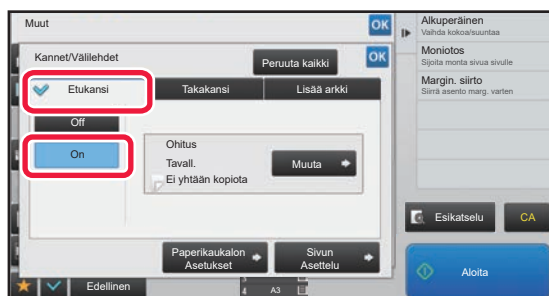 Muut
OK
Kannet/Välilehdet
Peruuta kaikki
OK
Etukansi
Takakansi
Lisää arkki
Off
On
Ohitus
Tavall.
Ei yhtään kopiota
Muuta
Paperikaukalon
Asetukset
Sivun
Asettelu
Edellinen
3
4
A3
Alkuperäinen
Vaihda kokoa/suuntaa
Moniotos
Sijoita monta sivua sivulle
Margin. siirto
Siirrä asento marg. varten
Esikatselu
CA
Aloita